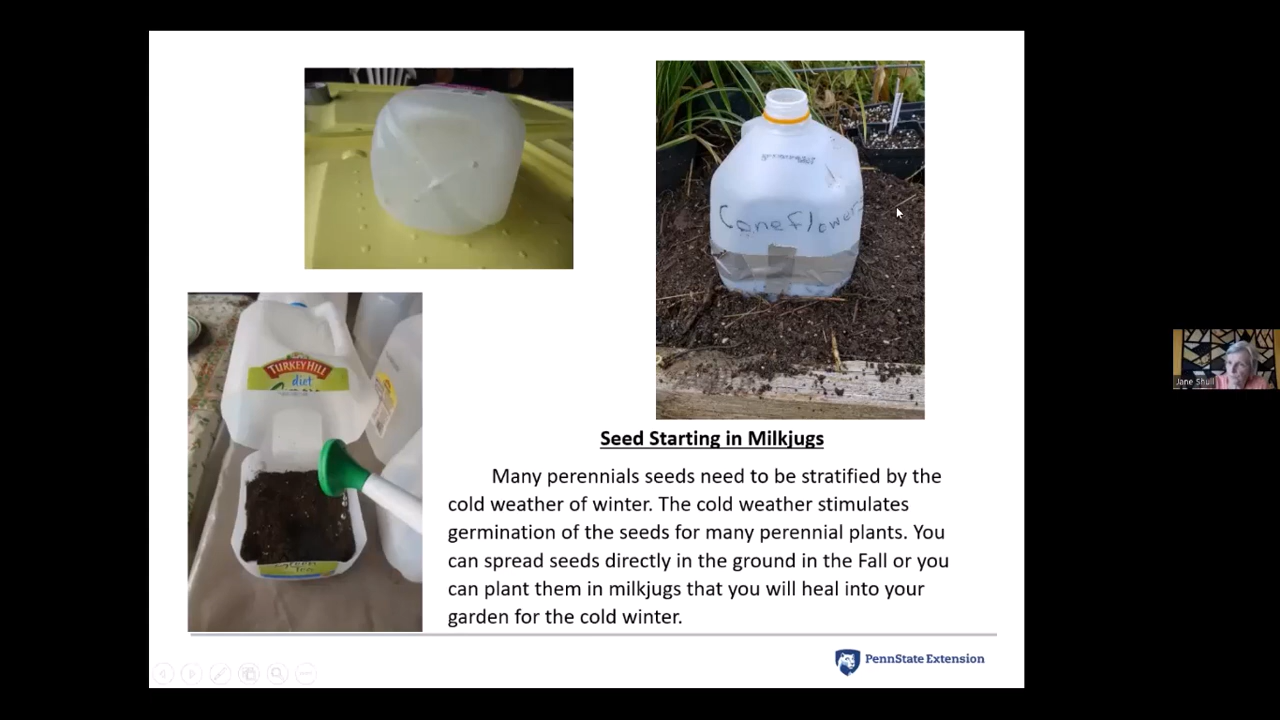 Coneflower
TURKEY HILL
diet
Seed Starting in Milkjugs
Many perennials seeds need to be stratified by the
cold weather of winter. The cold weather stimulates
germination of the seeds for many perennial plants. You
can spread seeds directly in the ground in the Fall or you
can plant them in milkjugs that you will heal into your
garden for the cold winter.
PennState Extension
Jane Shull